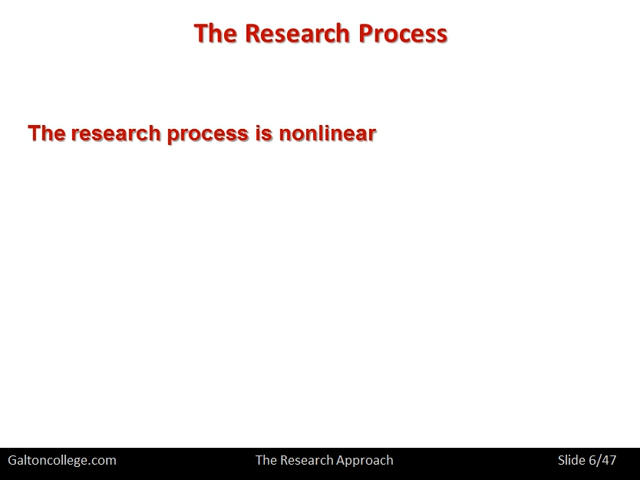 The Research Process
The research process is nonlinear
Galtoncollege.com The Research Approach Slide 6/47